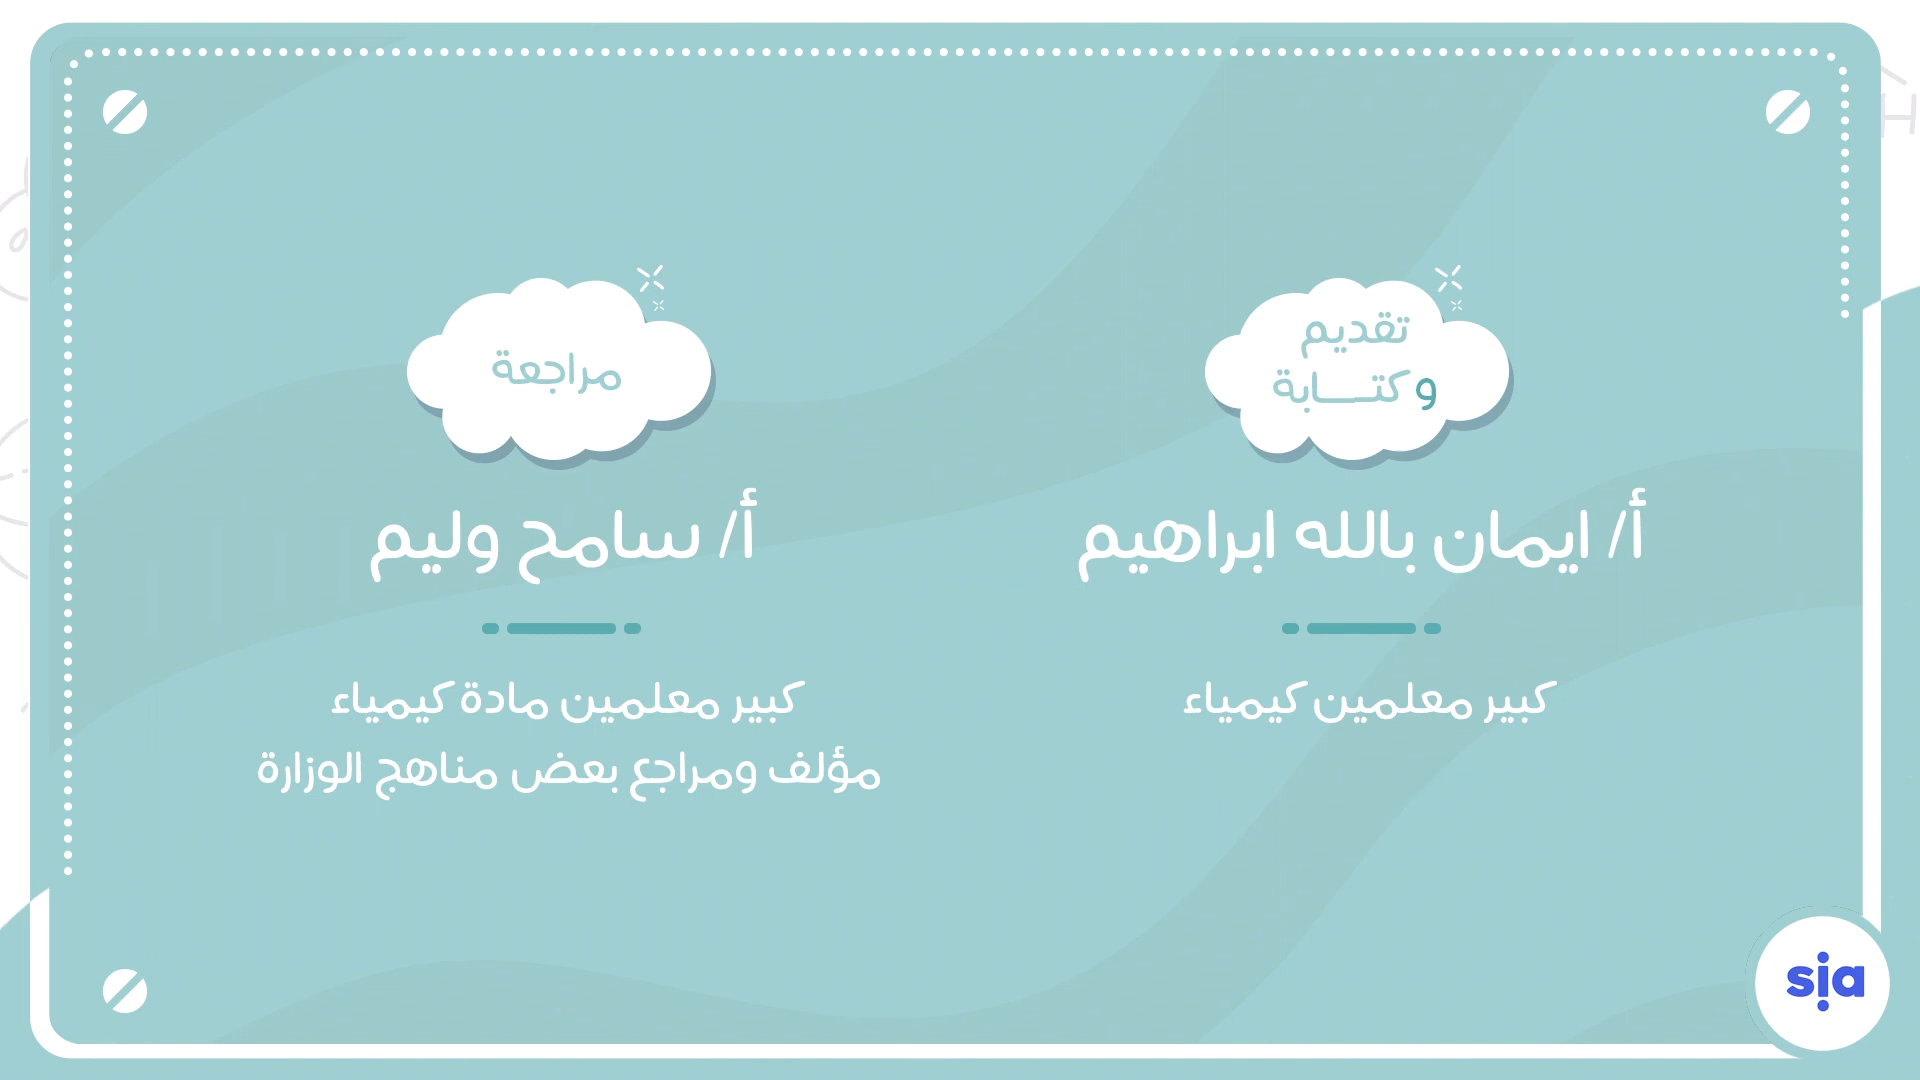 تقديم
و كتـــــابة
أ/ ايمان بالله ابراهيم
كبير معلمين كيمياء
مراجعة
أ/ سامح وليم
كبير معلمين مادة كيمياء
مؤلف ومراجع بعض مناهج الوزارة
sia